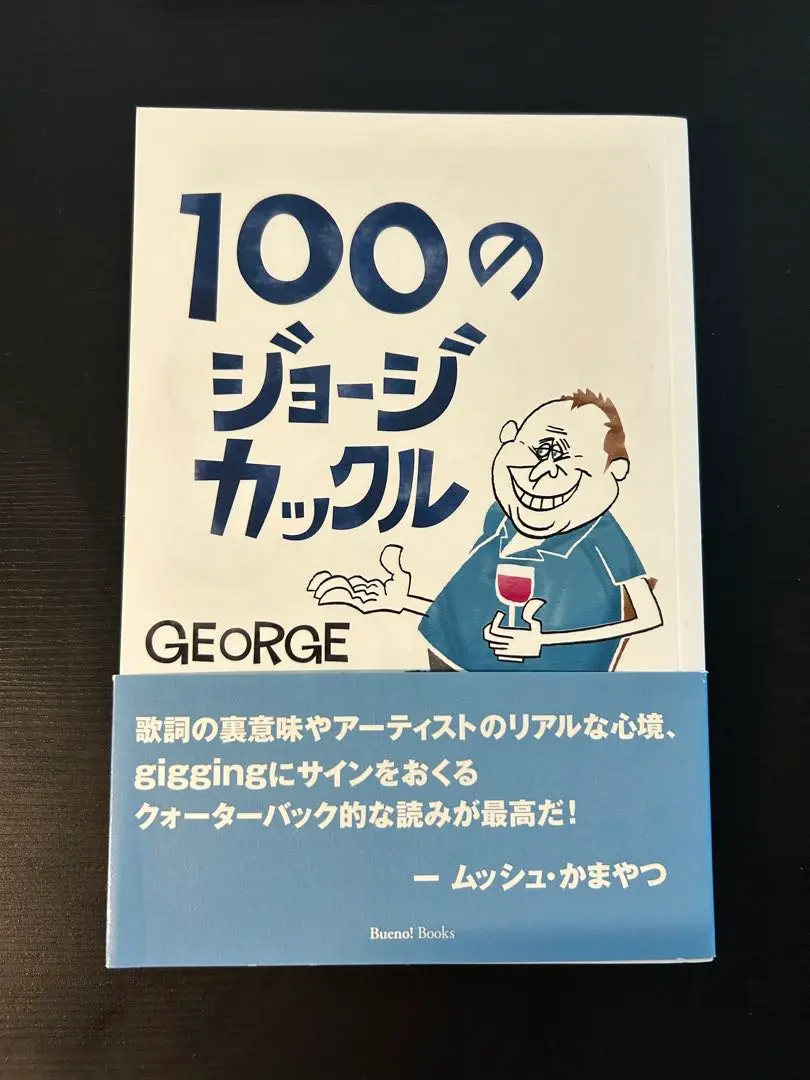 100の
ジョージ
カックル
GEORGE
歌詞の裏意味やアーティストのリアルな心境、
giggingにサインをおくる
クォーターバック的な読みが最高だ!
ー ムッシュ・かまやつ
Bueno! Books